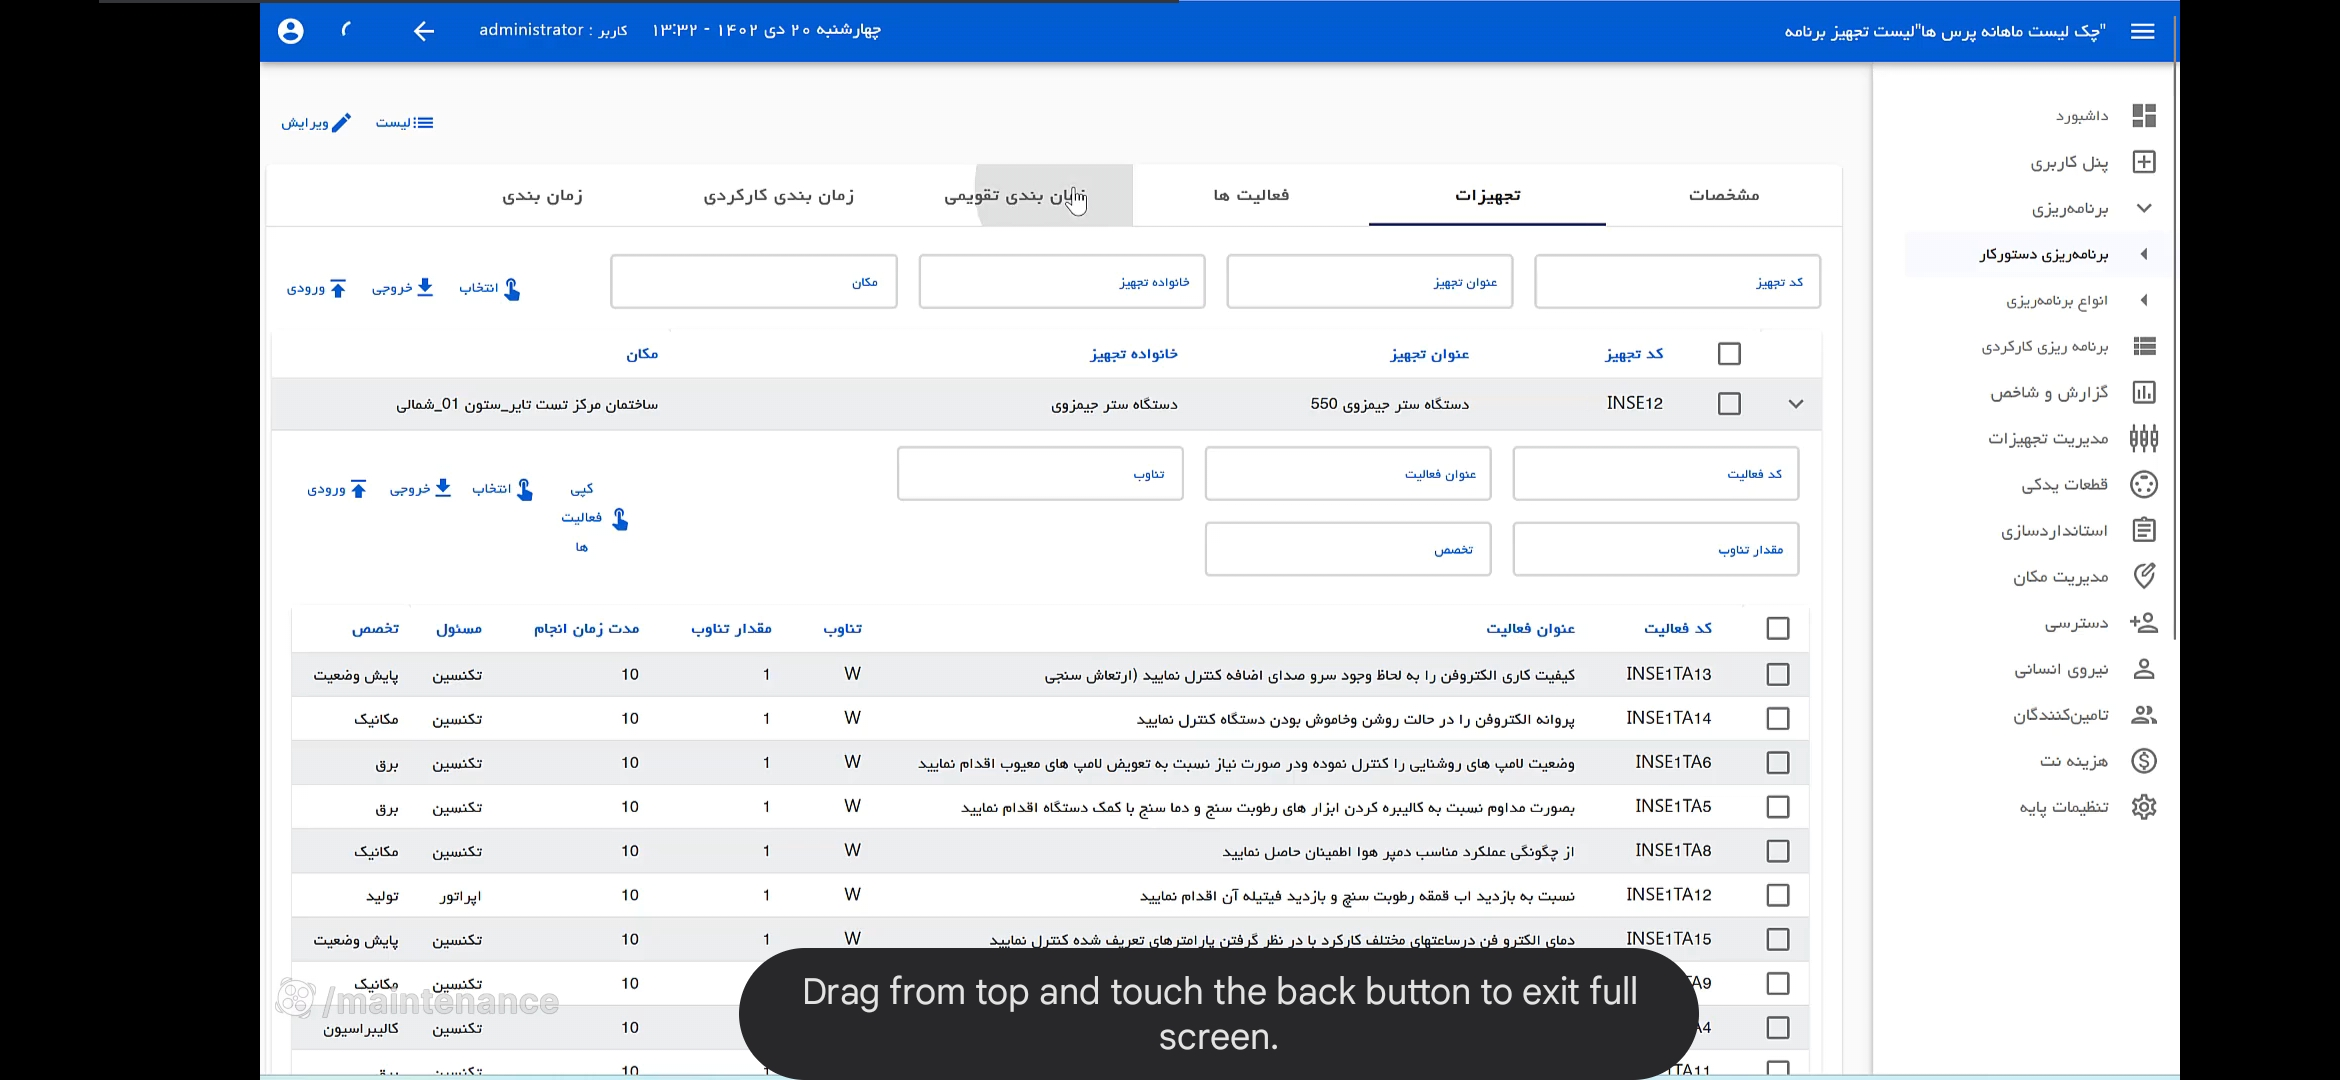 "چک لیست ماهانه پرس ها"لیست تجهیز برنامه
چهارشنبه ۲۰ دی ۱۴۰۲ - ۱۳:۳۲
کاربر : administrator
داشبورد
پنل کاربری
برنامه‌ریزی
برنامه‌ریزی دستورکار
انواع برنامه‌ریزی
برنامه ریزی کارکردی
گزارش و شاخص
مدیریت تجهیزات
قطعات یدکی
استانداردسازی
مدیریت مکان
دسترسی
نیروی انسانی
تامین‌کنندگان
هزینه نت
تنظیمات پایه
لیست ویرایش
مشخصات تجهیزات فعالیت ها زمان بندی تقویمی زمان بندی کارکردی زمان بندی
کد تجهیز عنوان تجهیز خانواده تجهیز مکان انتخاب خروجی ورودی
کد تجهیز عنوان تجهیز خانواده تجهیز مکان
INSE12 دستگاه ستر جیمزوی 550 دستگاه ستر جیمزوی ساختمان مرکز تست تایر_ستون 01_شمالی
کد فعالیت عنوان فعالیت تناوب کپی فعالیت ها انتخاب خروجی ورودی
مقدار تناوب تخصص
کد فعالیت عنوان فعالیت تناوب مقدار تناوب مدت زمان انجام مسئول تخصص
INSE1TA13 کیفیت کاری الکتروفن را به لحاظ وجود سرو صدای اضافه کنترل نمایید (ارتعاش سنجی W 1 10 تکنسین پایش وضعیت
INSE1TA14 پروانه الکتروفن را در حالت روشن وخاموش بودن دستگاه کنترل نمایید W 1 10 تکنسین مکانیک
INSE1TA6 وضعیت لامپ های روشنایی را کنترل نموده ودر صورت نیاز نسبت به تعویض لامپ های معیوب اقدام نمایید W 1 10 تکنسین برق
INSE1TA5 بصورت مداوم نسبت به کالیبره کردن ابزار های رطوبت سنج و دما سنج با کمک دستگاه اقدام نمایید W 1 10 تکنسین برق
INSE1TA8 از چگونگی عملکرد مناسب دمپر هوا اطمینان حاصل نمایید W 1 10 تکنسین مکانیک
INSE1TA12 نسبت به بازدید اب قمقه رطوبت سنج و بازدید فیتیله آن اقدام نمایید W 1 10 اپراتور تولید
INSE1TA15 دمای الکترو فن درساعتهای مختلف کارکرد با در نظر گرفتن پارامترهای تعریف شده کنترل نمایید W 1 10 تکنسین پایش وضعیت
TA9 10 تکنسین مکانیک
A4 10 تکنسین کالیبراسیون
TA11 1 10 تکنسین برق
/maintenance
Drag from top and touch the back button to exit full
screen.